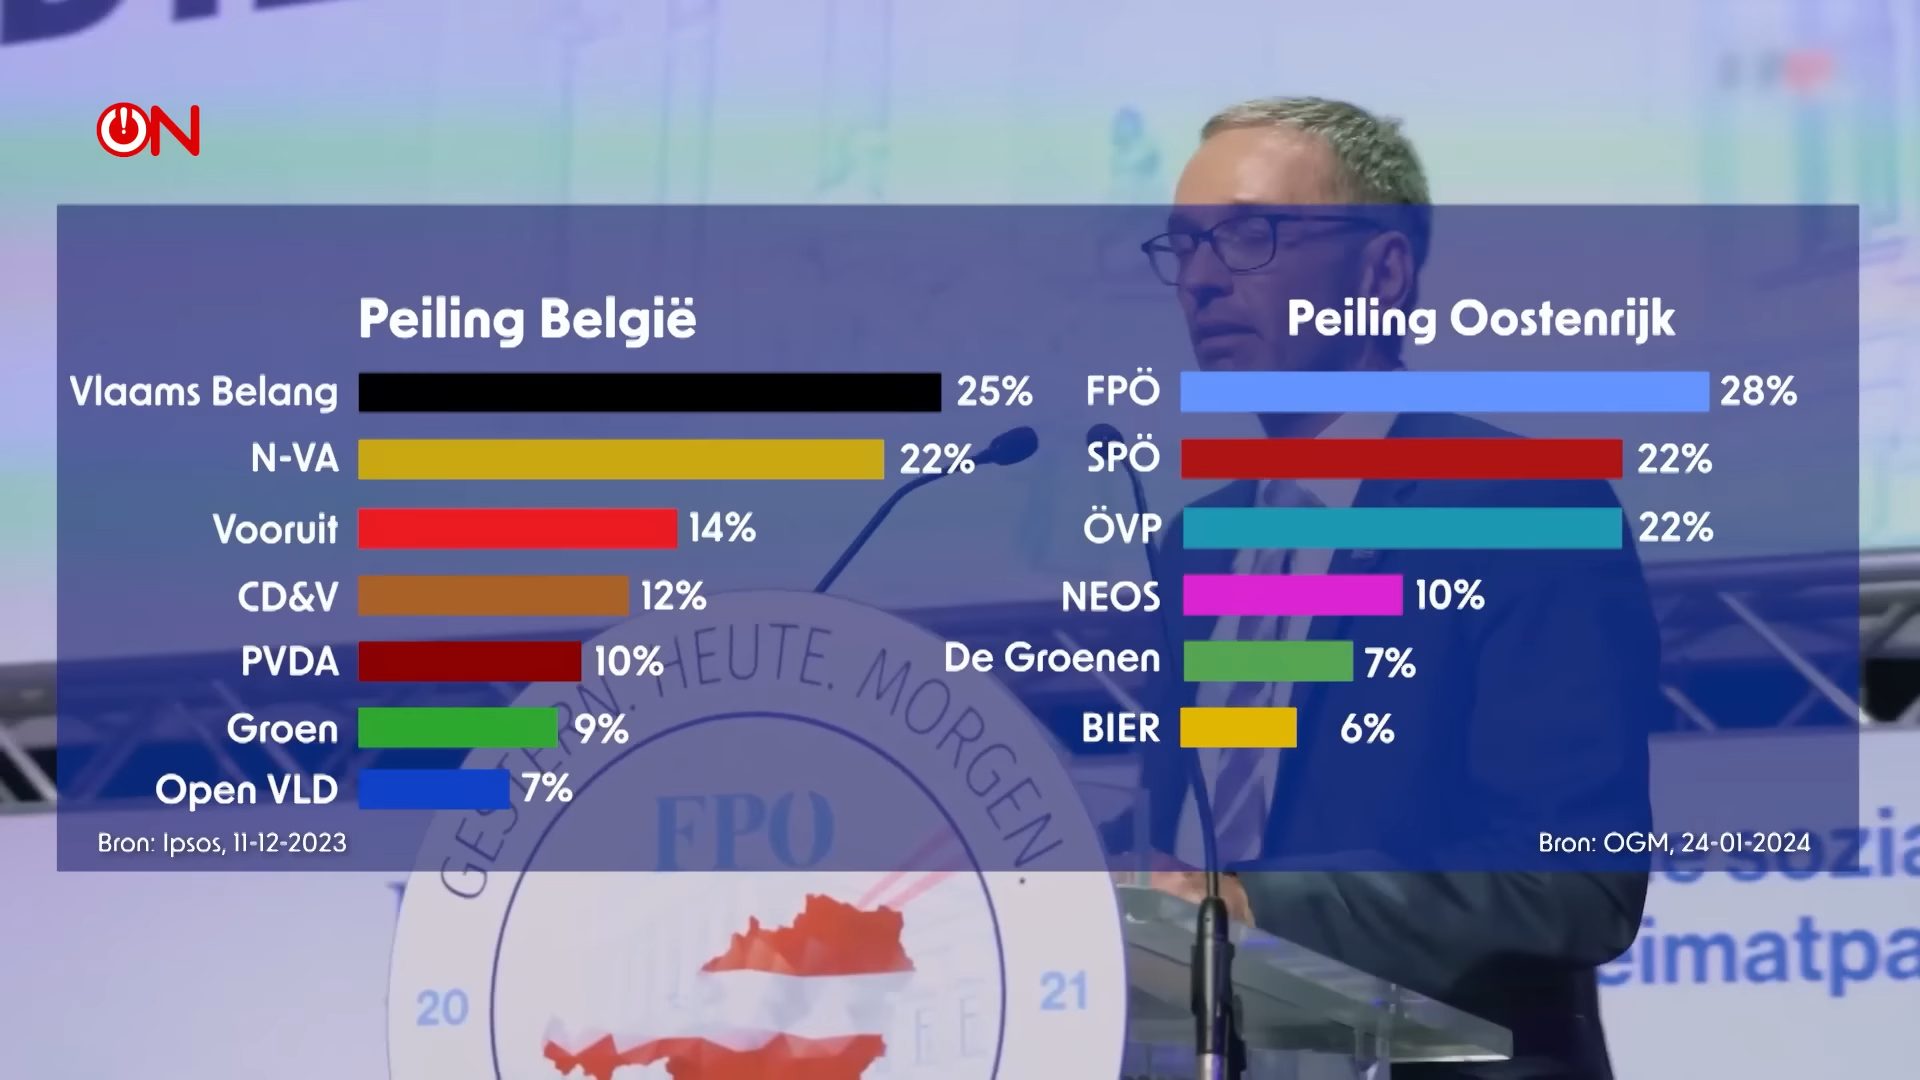 ON
Peiling België
Vlaams Belang 25%
N-VA 22%
Vooruit 14%
CD&V 12%
PVDA 10%
Groen 9%
Open VLD 7%
Bron: Ipsos, 11-12-2023
Peiling Oostenrijk
FPÖ 28%
SPÖ 22%
ÖVP 22%
NEOS 10%
De Groenen 7%
BIER 6%
Bron: OGM, 24-01-2024
GESTERN. HEUTE. MORGEN.
FPÖ
20 21